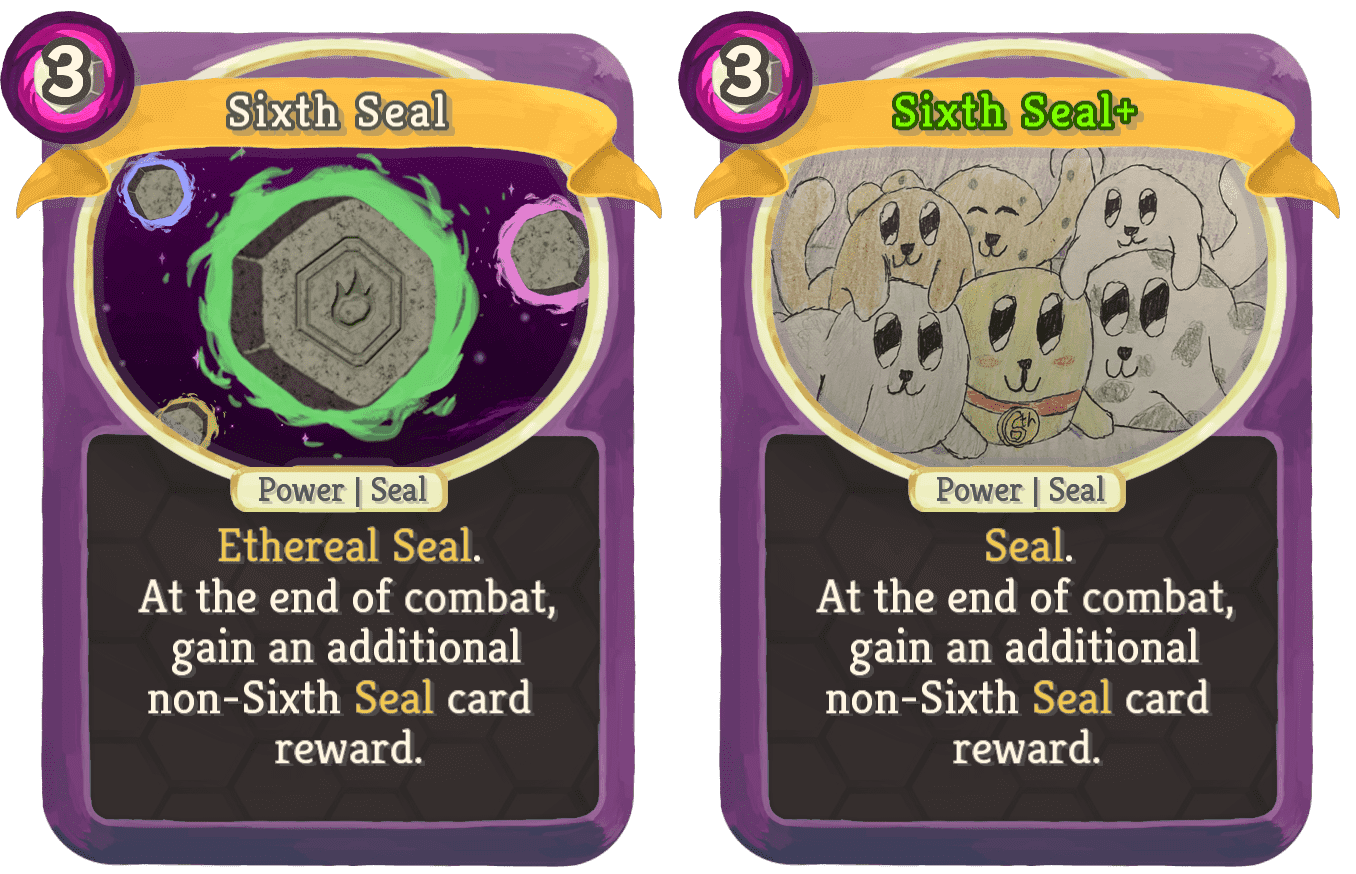 3
Sixth Seal
Power | Seal
Ethereal Seal.
At the end of combat,
gain an additional
non-Sixth Seal card
reward.
3
Sixth Seal+
6th
Power | Seal
Seal.
At the end of combat,
gain an additional
non-Sixth Seal card
reward.